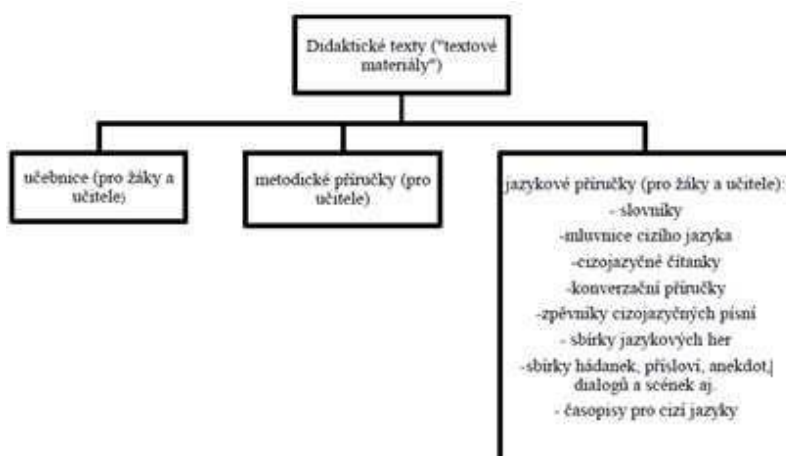 Didaktické texty ("textové
materiály")
učebnice (pro žáky a
učitele)
metodické příručky (pro
učitele)
jazykové příručky (pro žáky a učitele):
- slovníky
-mluvnice cizího jazyka
-cizojazyčné čítanky
-konverzační příručky
-zpěvníky cizojazyčných písní
- sbírky jazykových her
-sbírky hádanek, přísloví, anekdot,
dialogů a scének aj.
- časopisy pro cizí jazyky